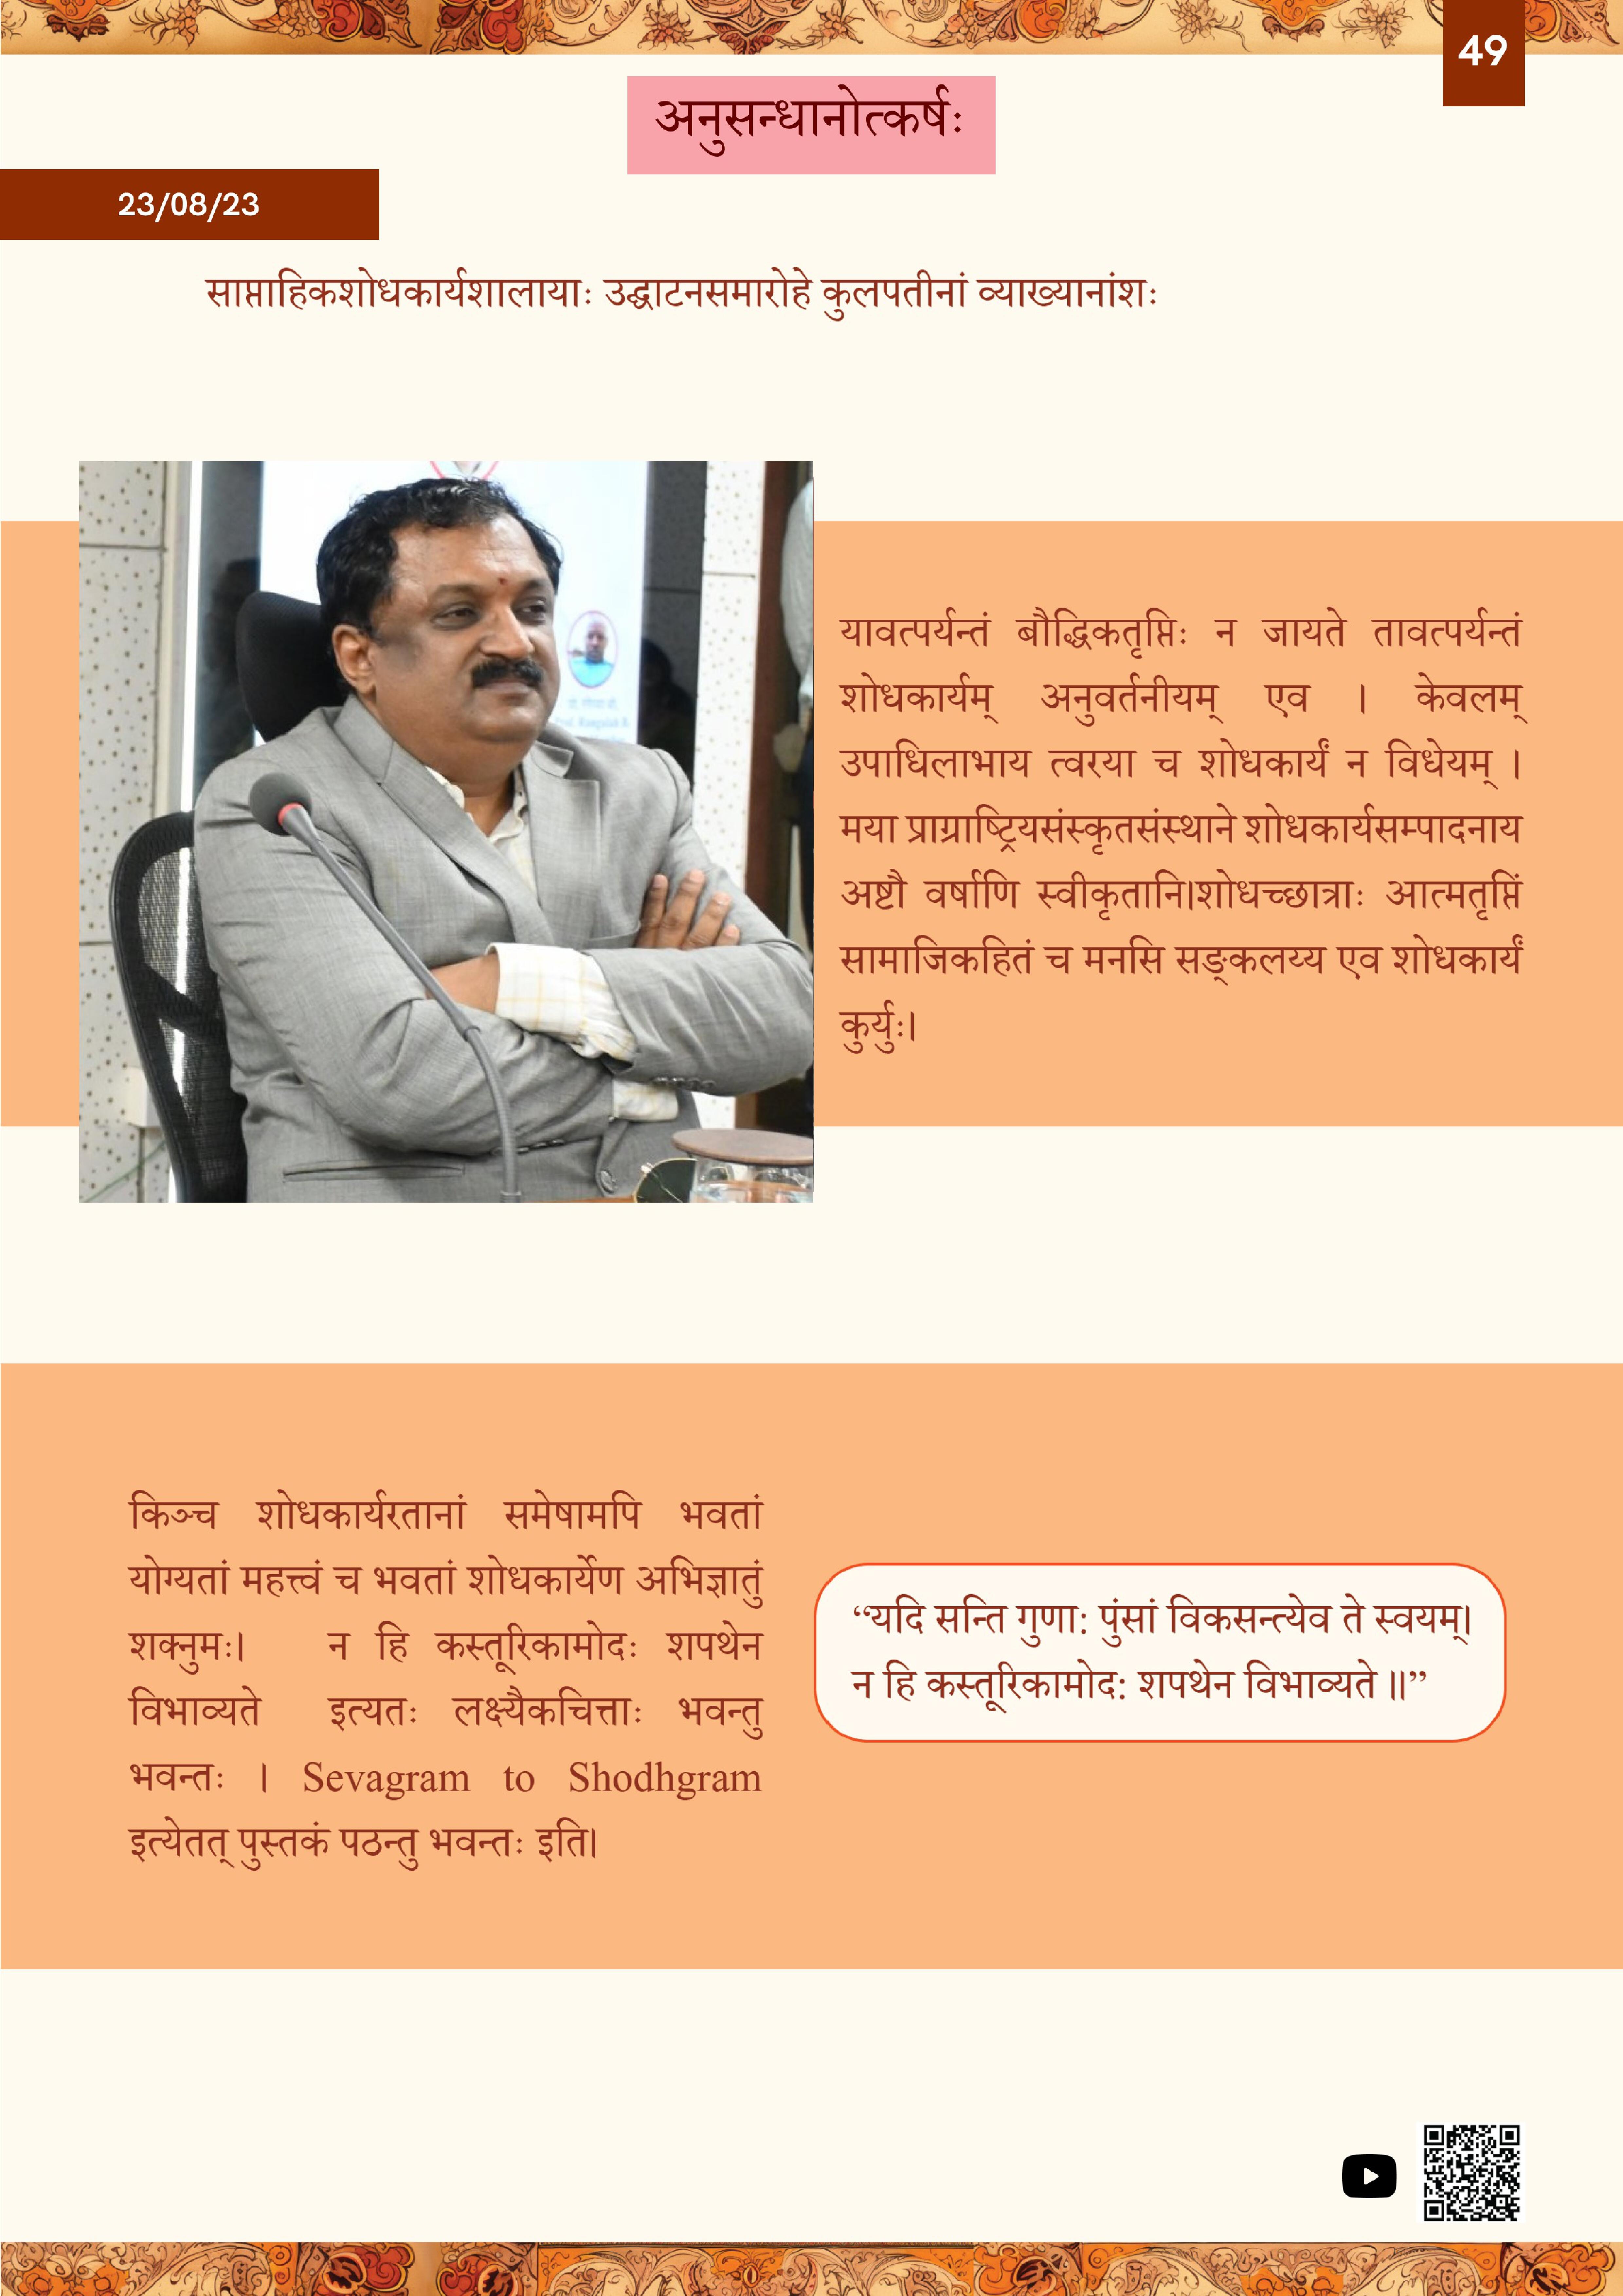 49
अनुसन्धानोत्कर्षः
23/08/23
साप्ताहिकशोधकार्यशालायाः उद्घाटनसमारोहे कुलपतीनां व्याख्यानांशः
यावत्पर्यन्तं बौद्धिकतृप्तिः न जायते तावत्पर्यन्तं
शोधकार्यम् अनुवर्तनीयम् एव । केवलम्
उपाधिलाभाय त्वरया च शोधकार्यं न विधेयम् ।
मया प्राग्राष्ट्रियसंस्कृतसंस्थाने शोधकार्यसम्पादनाय
अष्टौ वर्षाणि स्वीकृतानि।शोधच्छात्राः आत्मतृप्तिं
सामाजिकहितं च मनसि सङ्कलय्य एव शोधकार्यं
कुर्युः।
किञ्च शोधकार्यरतानां समेषामपि भवतां
योग्यतां महत्त्वं च भवतां शोधकार्येण अभिज्ञातुं
शक्नुमः। न हि कस्तूरिकामोदः शपथेन
विभाव्यते इत्यतः लक्ष्यैकचित्ताः भवन्तु
भवन्तः । Sevagram to Shodhgram
इत्येतत् पुस्तकं पठन्तु भवन्तः इति।
“यदि सन्ति गुणा: पुंसां विकसन्त्येव ते स्वयम्।
न हि कस्तूरिकामोद: शपथेन विभाव्यते ॥”